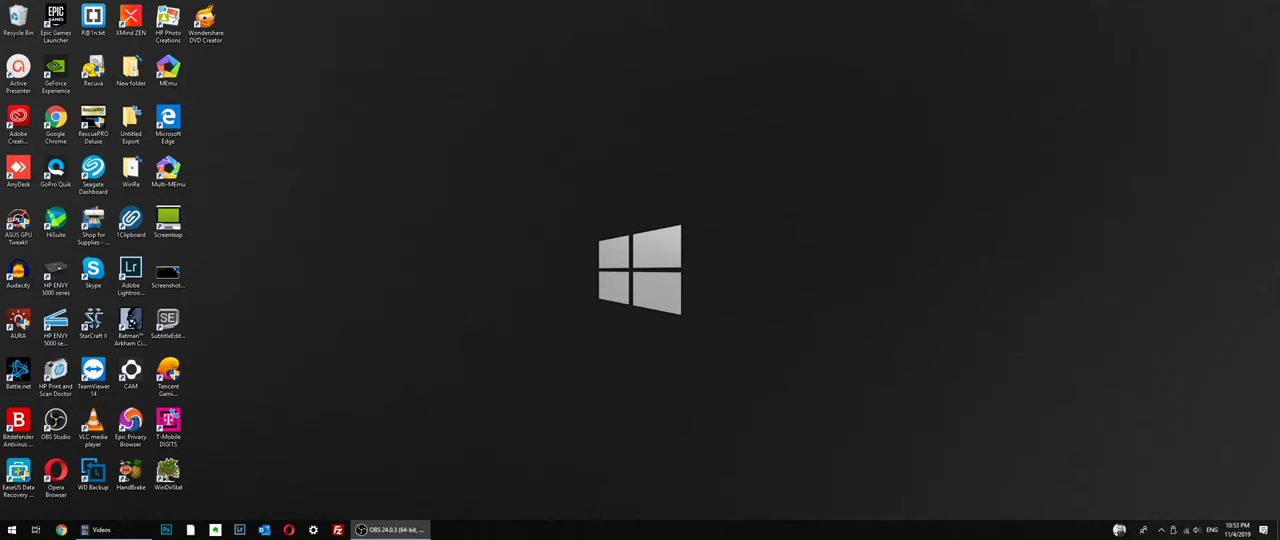 Recycle Bin
Epic Games
Launcher
R@1n.txt
XMind ZEN
HP Photo
Creations
Wondershare
DVD Creator
Active
Presenter
GeForce
Experience
Recuva
New folder
MEmu
Adobe
Creati...
Google
Chrome
RescuePRO
Deluxe
Untitled
Export
Microsoft
Edge
AnyDesk
GoPro Quik
Seagate
Dashboard
WinRe
Multi-MEmu
ASUS GPU
TweakII
HiSuite
Shop for
Supplies - ...
1Clipboard
Screenleap
Audacity
HP ENVY
5000 series
Skype
Adobe
Lightroo...
Screenshot...
AURA
HP ENVY
5000 se...
StarCraft II
Batman™
Arkham Ci...
SubtitleEdit...
Battle.net
HP Print and
Scan Doctor
TeamViewer
14
CAM
Tencent
Gami...
Bitdefender
Antivirus ...
OBS Studio
VLC media
player
Epic Privacy
Browser
T-Mobile
DIGITS
EaseUS Data
Recovery ...
Opera
Browser
WD Backup
HandBrake
WinDirStat
Videos
OBS 24.0.3 (64-bit, ...
ENG
10:53 PM
11/4/2019